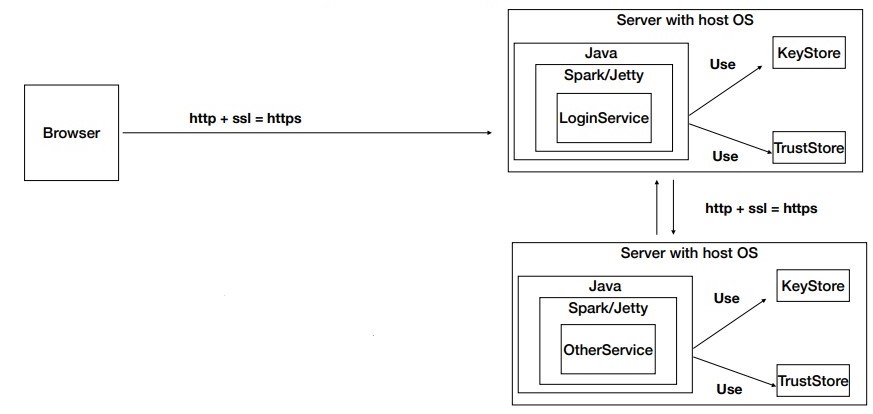 Server with host OS
Java
Spark/Jetty
LoginService
Use
KeyStore
Use
TrustStore
Browser
http + ssl = https
http + ssl = https
Server with host OS
Java
Spark/Jetty
OtherService
Use
KeyStore
Use
TrustStore